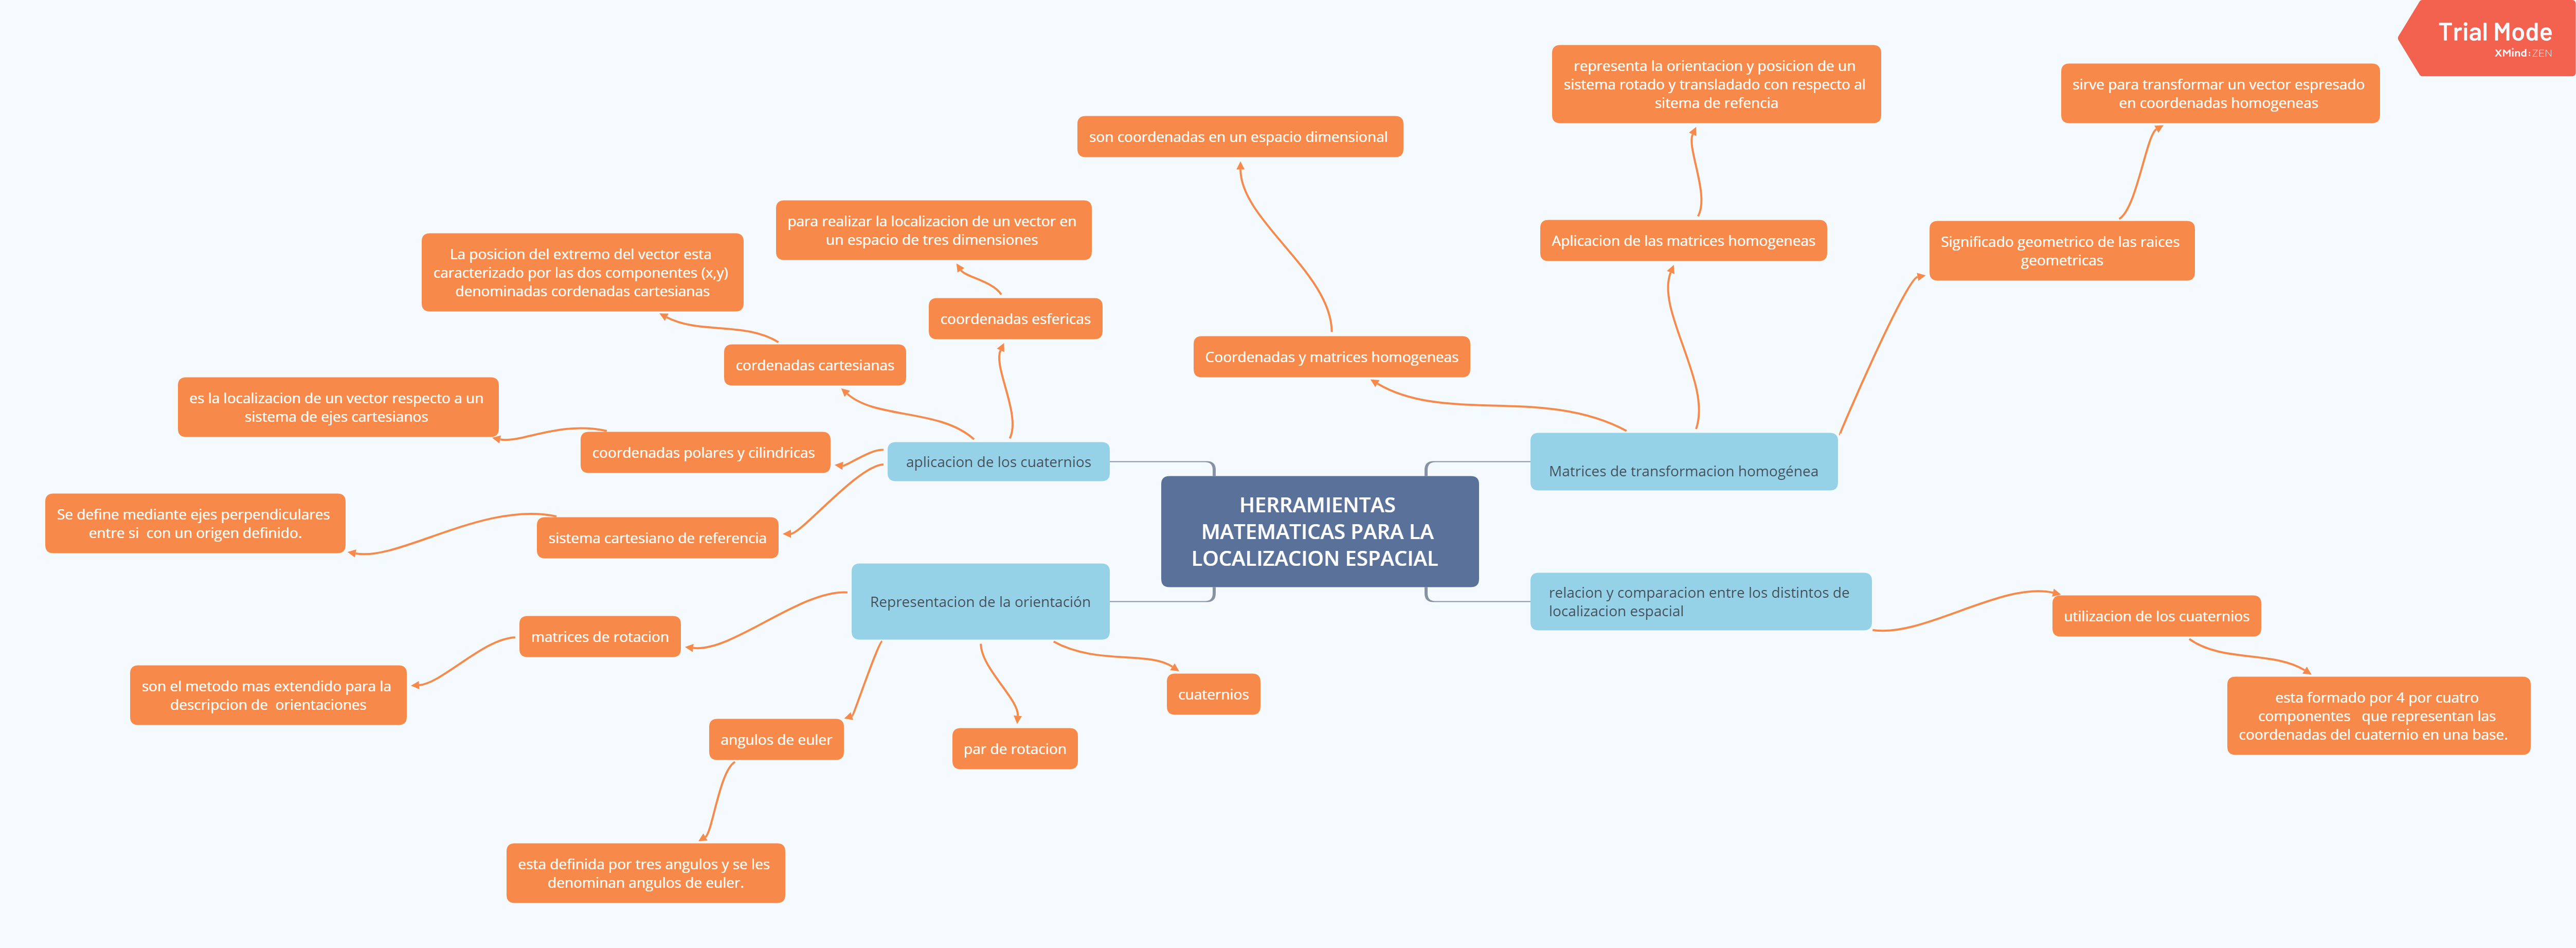 Trial Mode
XMind:ZEN
HERRAMIENTAS
MATEMATICAS PARA LA
LOCALIZACION ESPACIAL
aplicacion de los cuaternios
coordenadas esfericas
para realizar la localizacion de un vector en
un espacio de tres dimensiones
cordenadas cartesianas
La posicion del extremo del vector esta
caracterizado por las dos componentes (x,y)
denominadas cordenadas cartesianas
coordenadas polares y cilindricas
es la localizacion de un vector respecto a un
sistema de ejes cartesianos
sistema cartesiano de referencia
Se define mediante ejes perpendiculares
entre si  con un origen definido.
Representacion de la orientación
matrices de rotacion
son el metodo mas extendido para la
descripcion de  orientaciones
angulos de euler
esta definida por tres angulos y se les
denominan angulos de euler.
par de rotacion
cuaternios
Matrices de transformacion homogénea
Coordenadas y matrices homogeneas
son coordenadas en un espacio dimensional
Aplicacion de las matrices homogeneas
representa la orientacion y posicion de un
sistema rotado y transladado con respecto al
sitema de refencia
Significado geometrico de las raices
geometricas
sirve para transformar un vector espresado
en coordenadas homogeneas
relacion y comparacion entre los distintos de
localizacion espacial
utilizacion de los cuaternios
esta formado por 4 por cuatro
componentes   que representan las
coordenadas del cuaternio en una base.